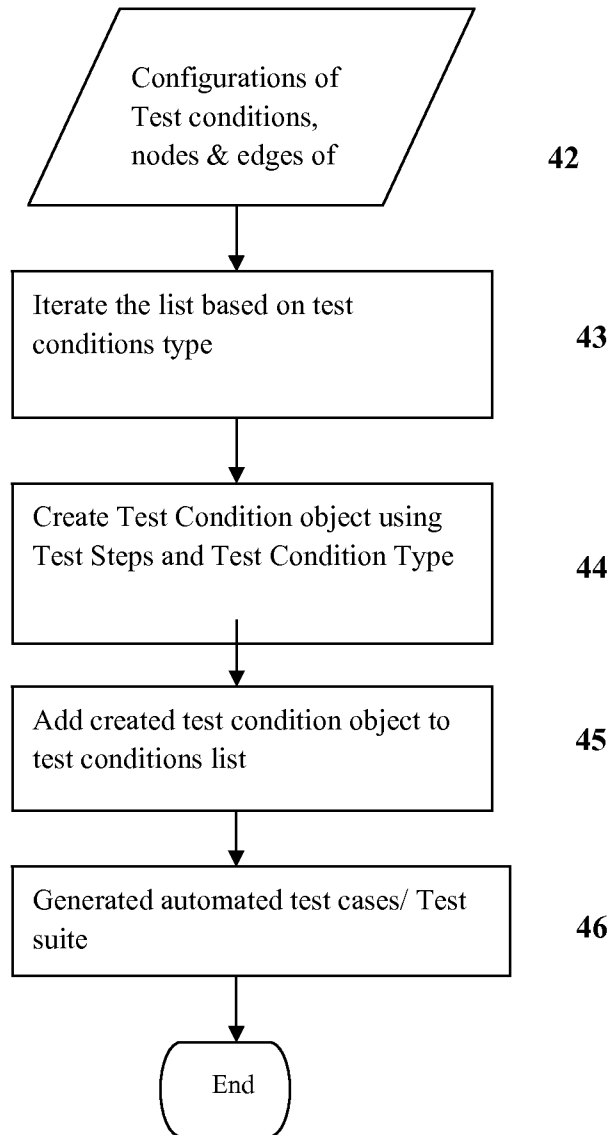 Configurations of
Test conditions,
nodes & edges of
42
Iterate the list based on test
conditions type
43
Create Test Condition object using
Test Steps and Test Condition Type
44
Add created test condition object to
test conditions list
45
Generated automated test cases/ Test
suite
46
End